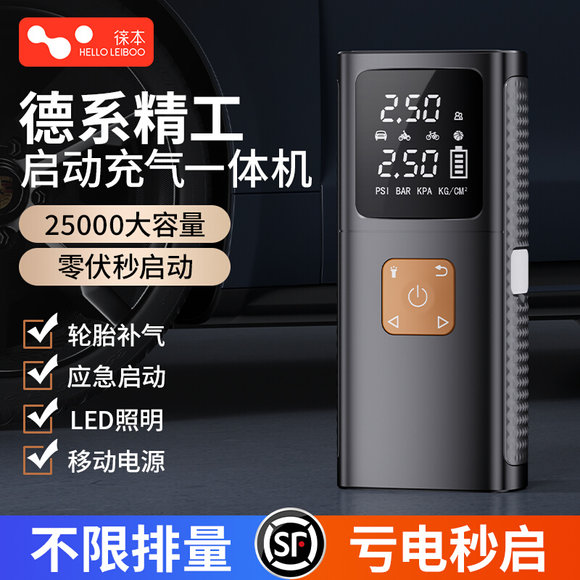 徕本
HELLO LEIBOO
德系精工
启动充气一体机
25000大容量
零伏秒启动
轮胎补气
应急启动
LED照明
移动电源
2.50
2.50
PSI BAR KPA KG/CM²
不限排量
SF
亏电秒启